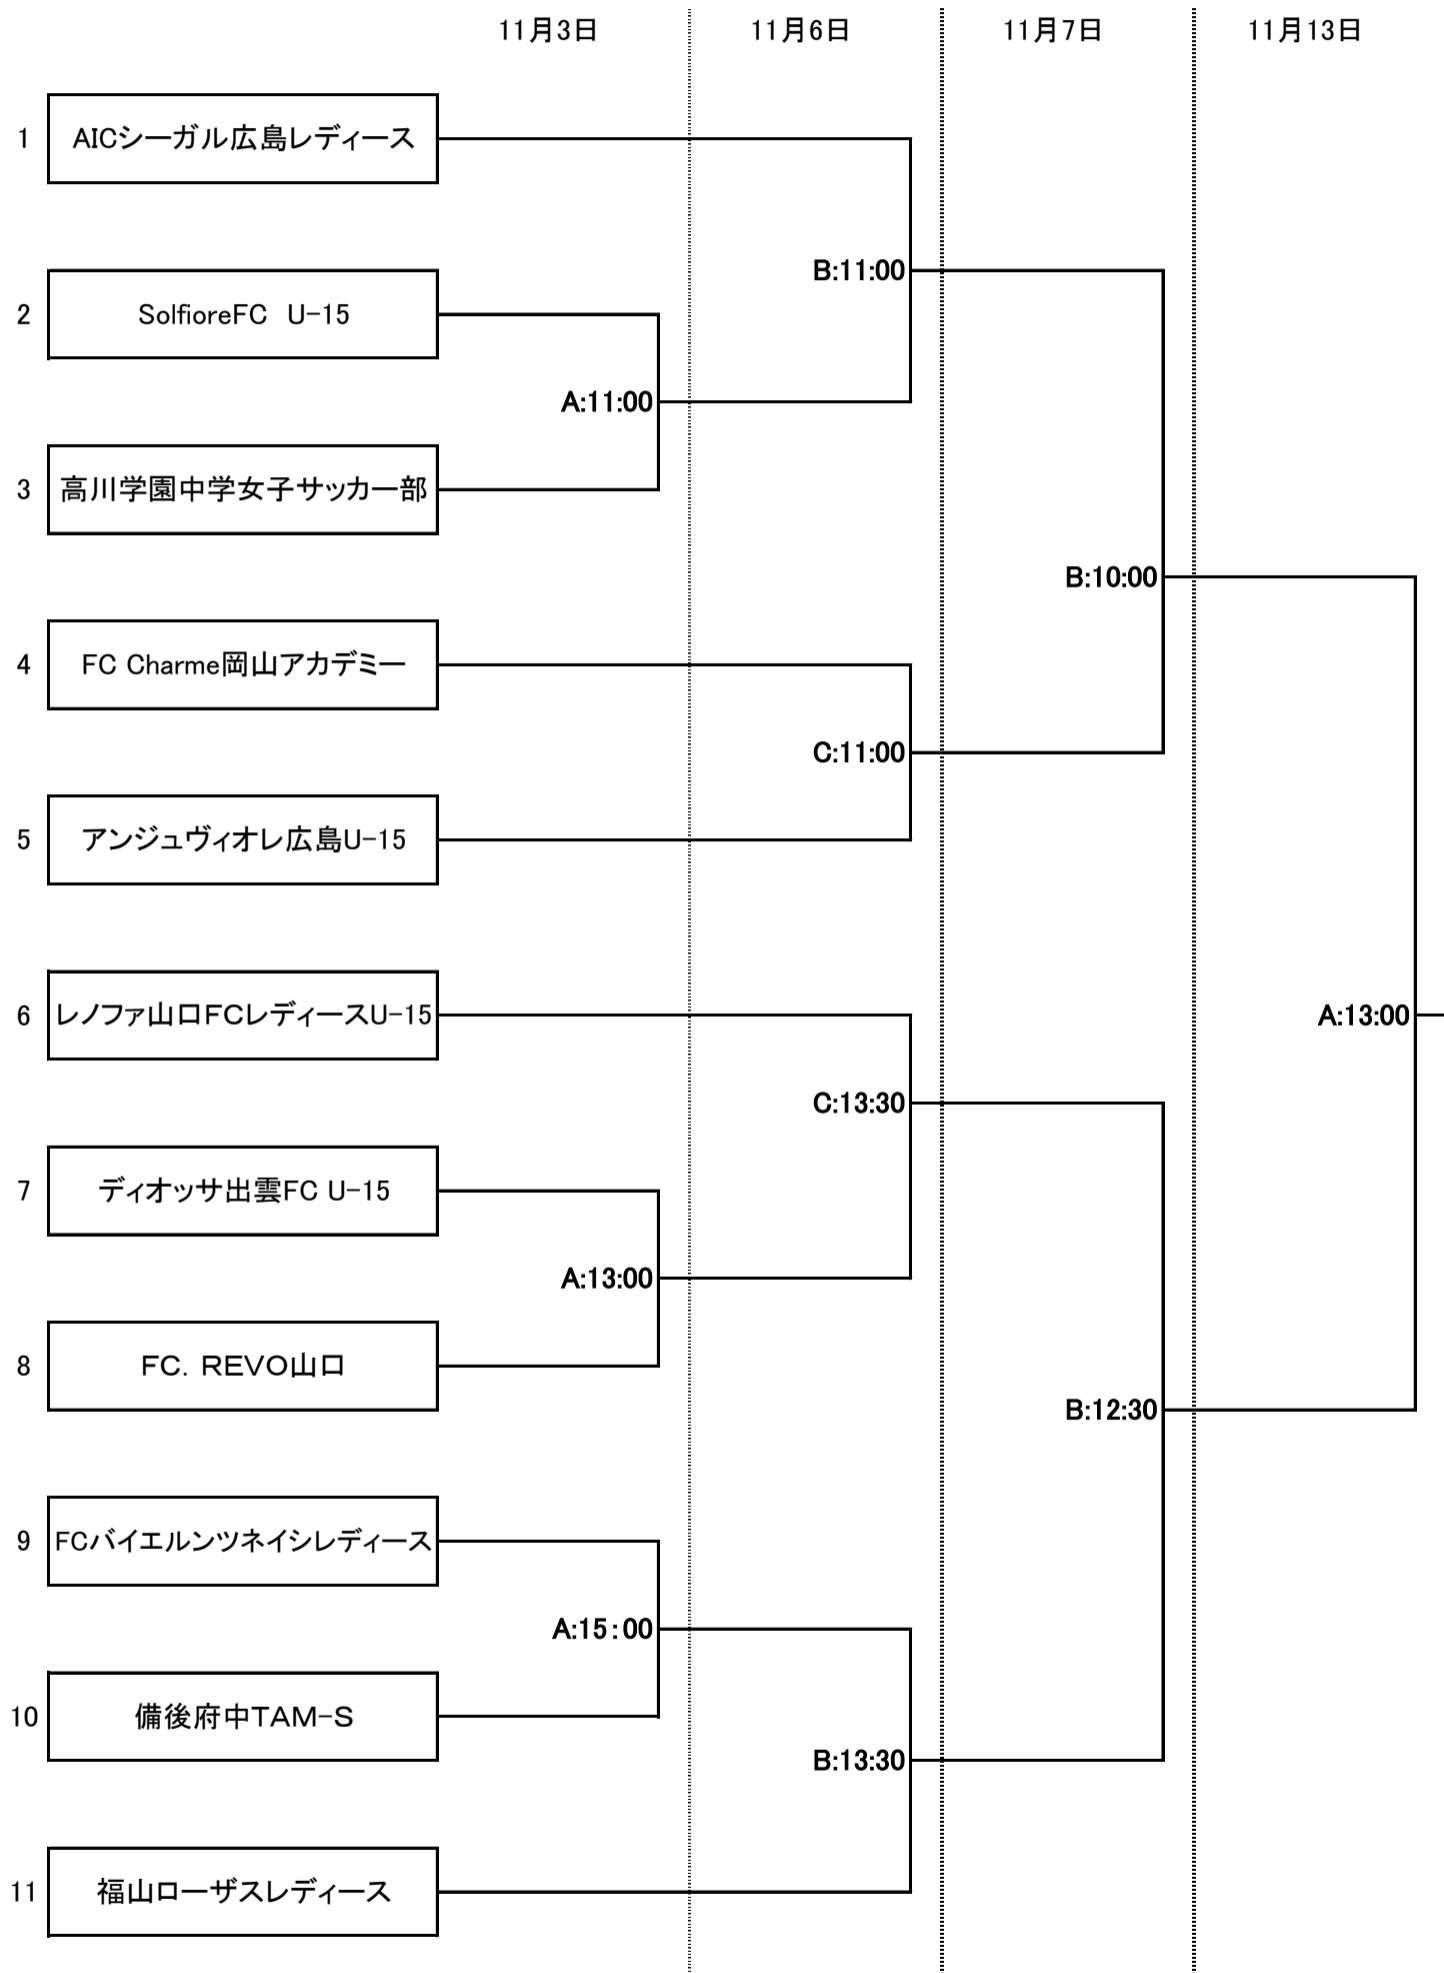 11月3日 11月6日 11月7日 11月13日
1 AICシーガル広島レディース
B:11:00
2 SolfioreFC　U-15
A:11:00
3 高川学園中学女子サッカー部
B:10:00
4 FC Charme岡山アカデミー
C:11:00
5 アンジュヴィオレ広島U-15
6 レノファ山口FCレディースU-15
A:13:00
C:13:30
7 ディオッサ出雲FC U-15
A:13:00
8 FC．REVO山口
B:12:30
9 FCバイエルンツネイシレディース
A:15：00
10 備後府中TAM-S
B:13:30
11 福山ローザスレディース